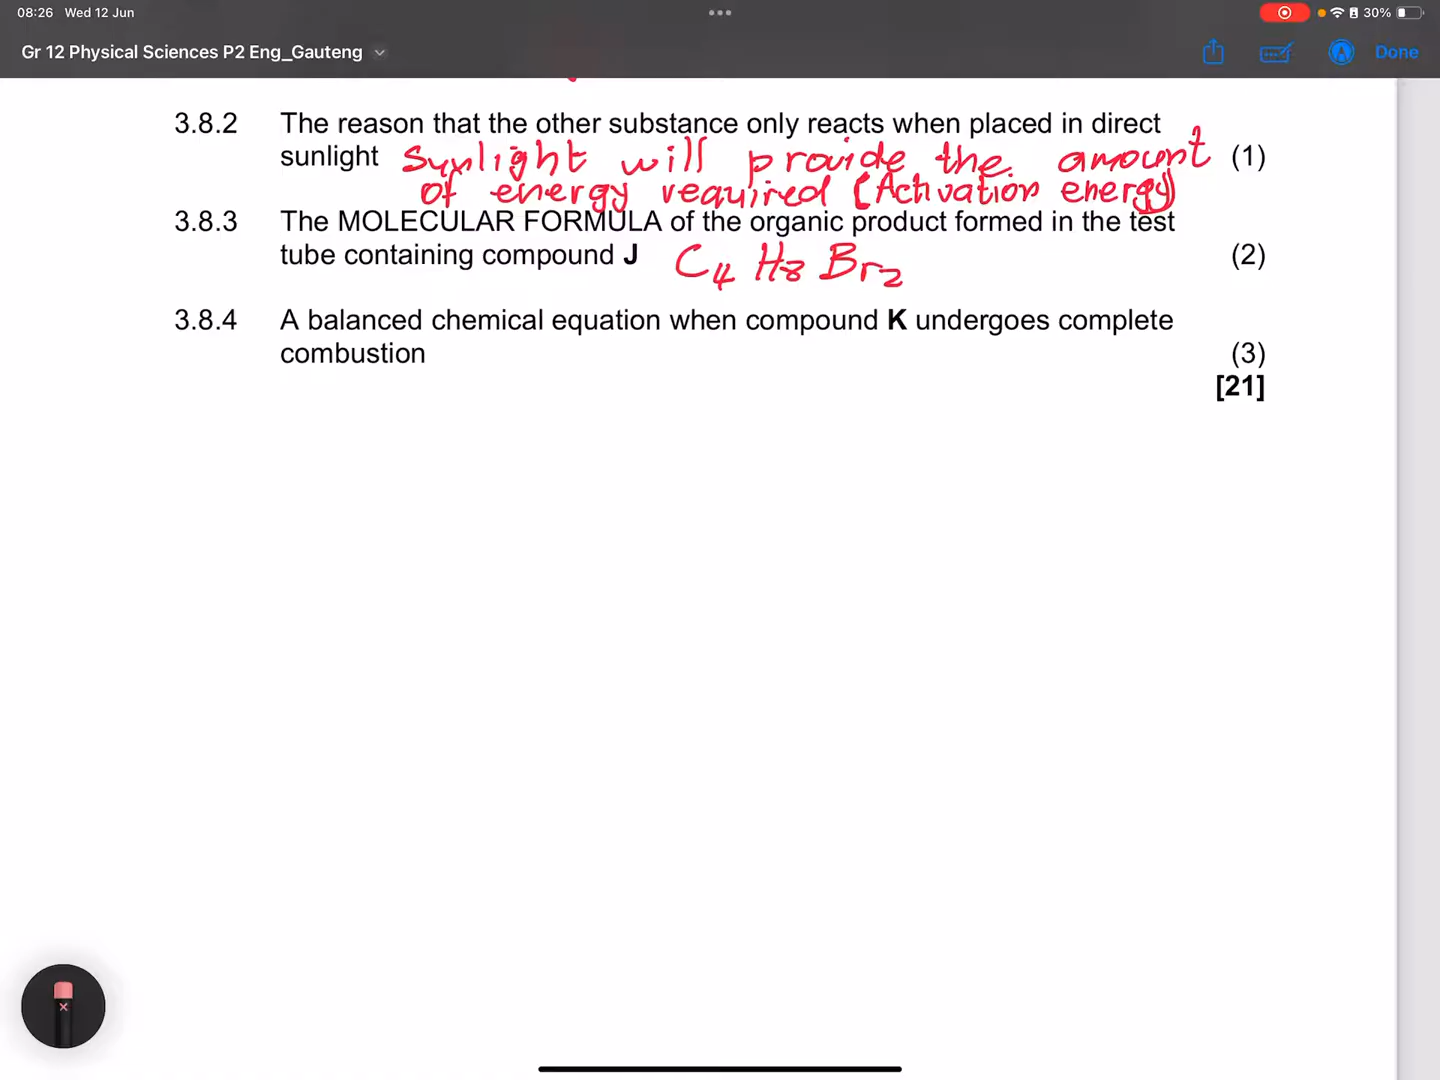 08:26 Wed 12 Jun
30%
Gr 12 Physical Sciences P2 Eng_Gauteng
Done
3.8.2 The reason that the other substance only reacts when placed in direct
sunlight Sunlight will provide the amount (1)
of energy required (Activation energy)
3.8.3 The MOLECULAR FORMULA of the organic product formed in the test
tube containing compound J C4 H8 Br2 (2)
3.8.4 A balanced chemical equation when compound K undergoes complete
combustion (3)
[21]